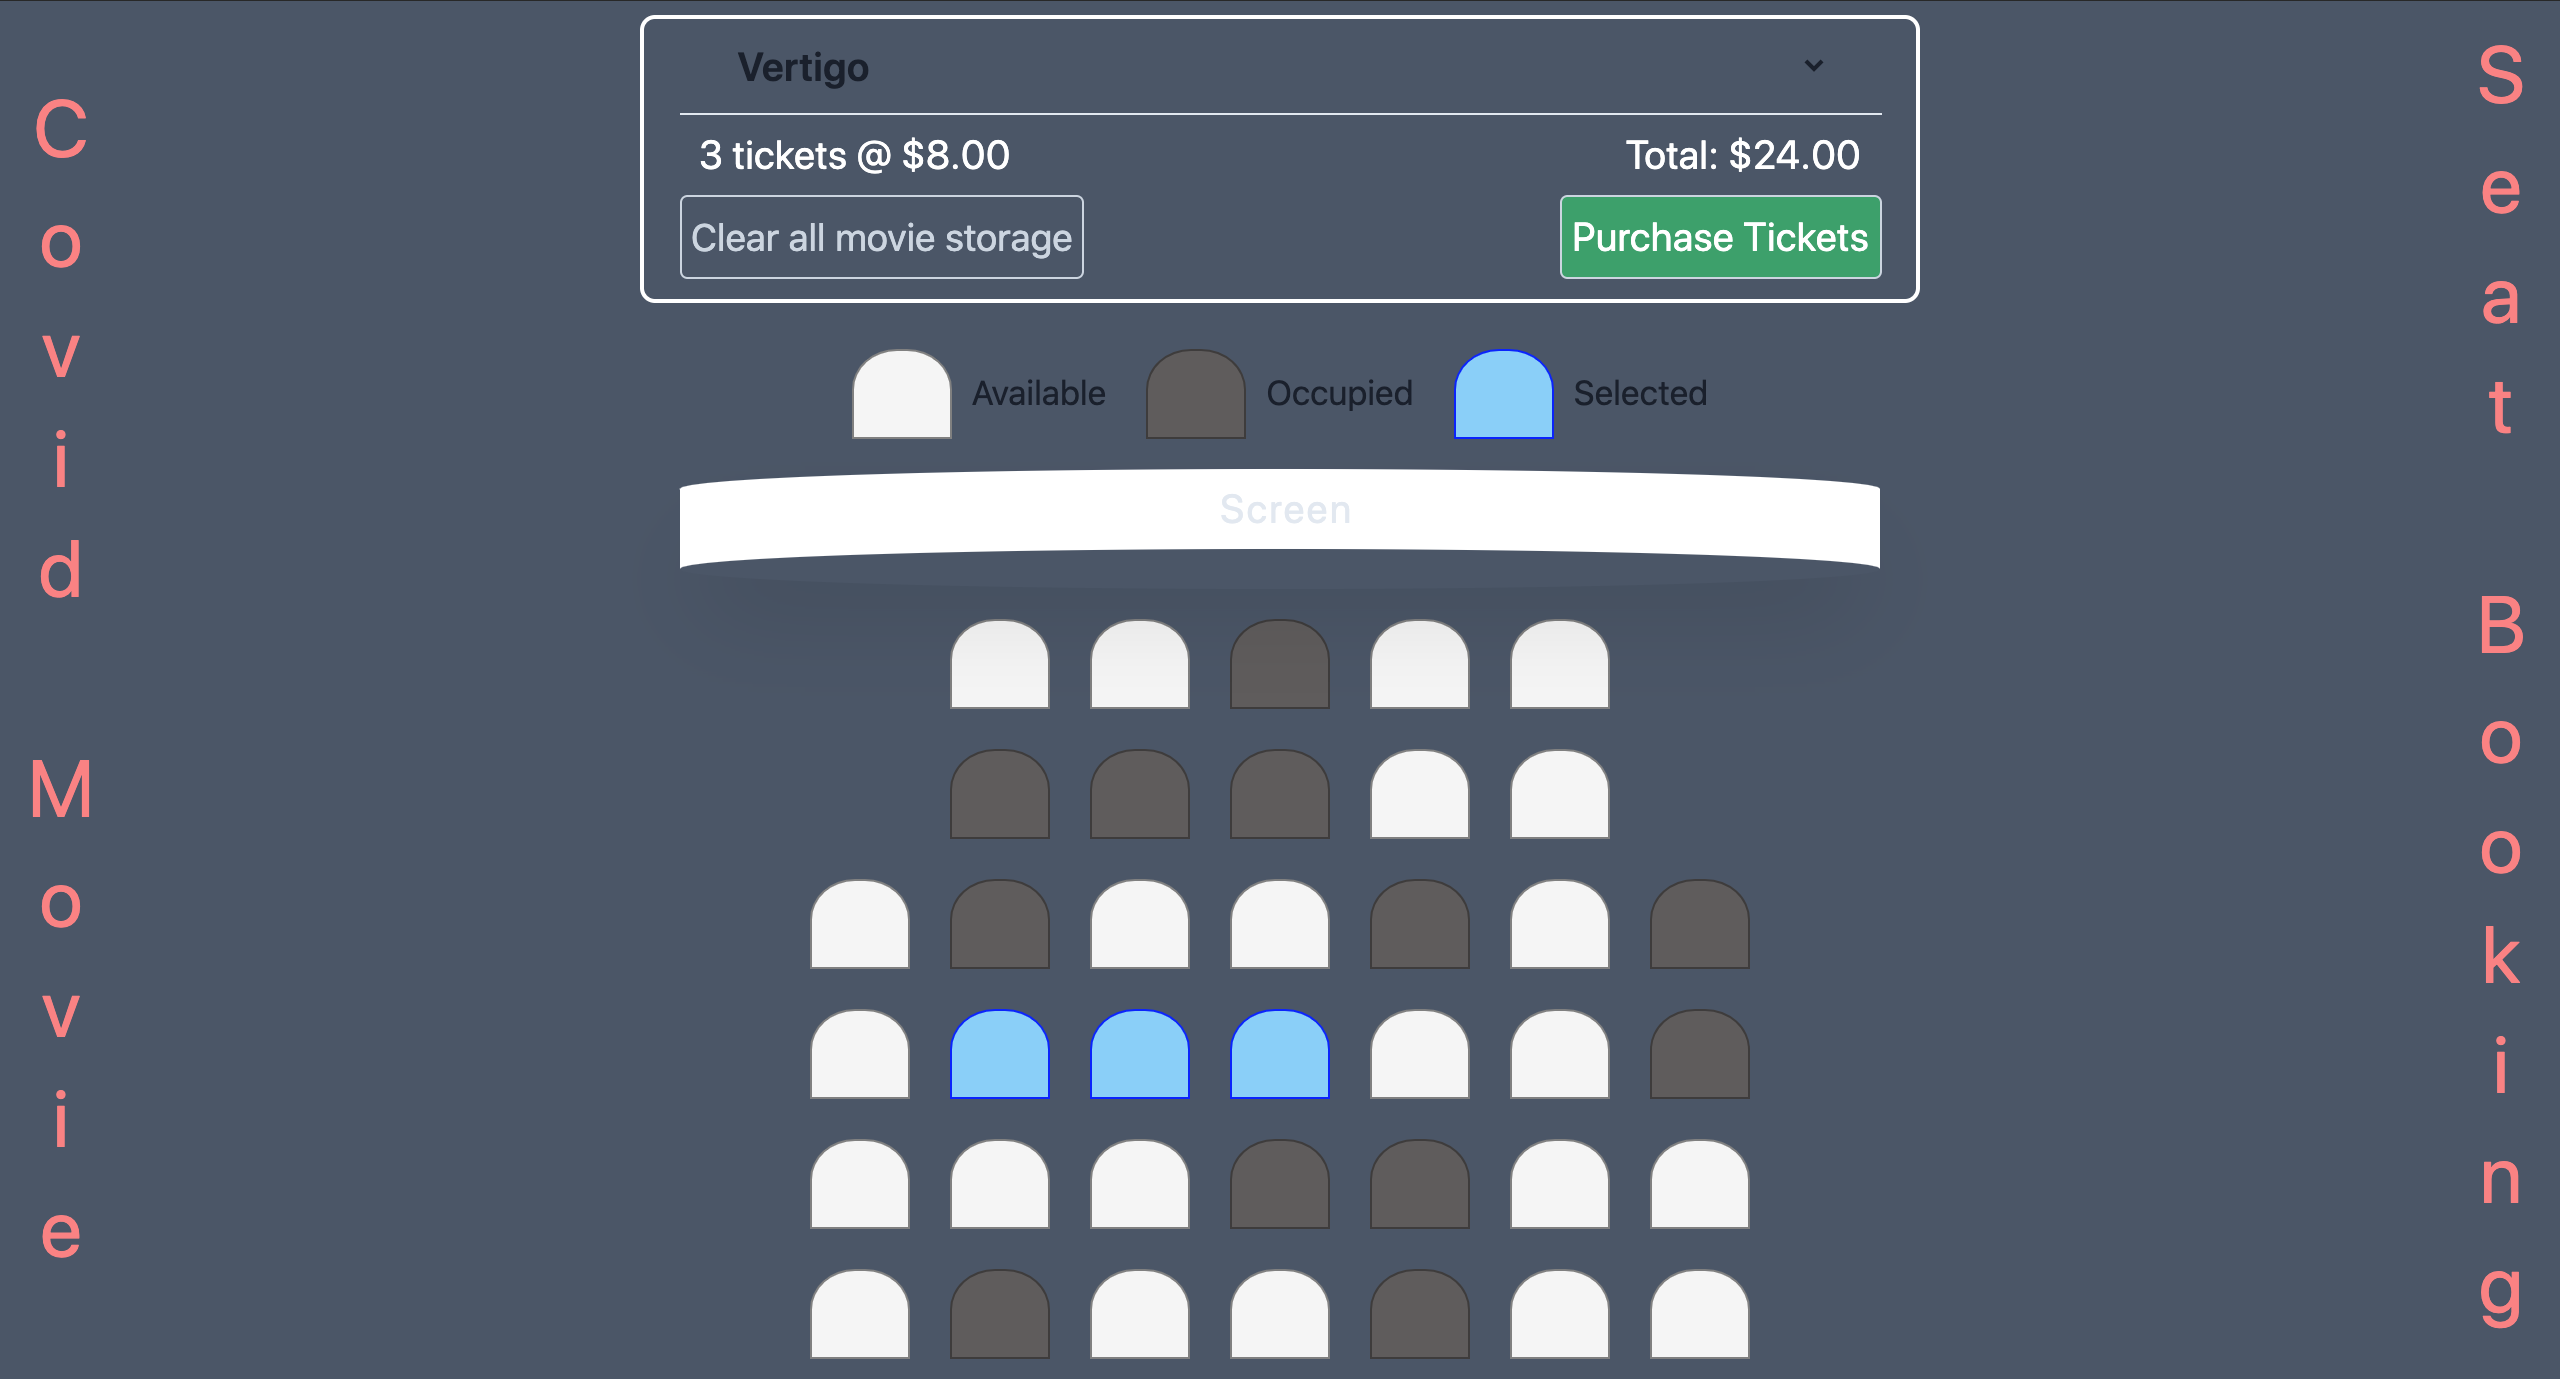 Covid Movie
Vertigo
3 tickets @ $8.00
Total: $24.00
Clear all movie storage
Purchase Tickets
Available
Occupied
Selected
Screen
Seat Booking